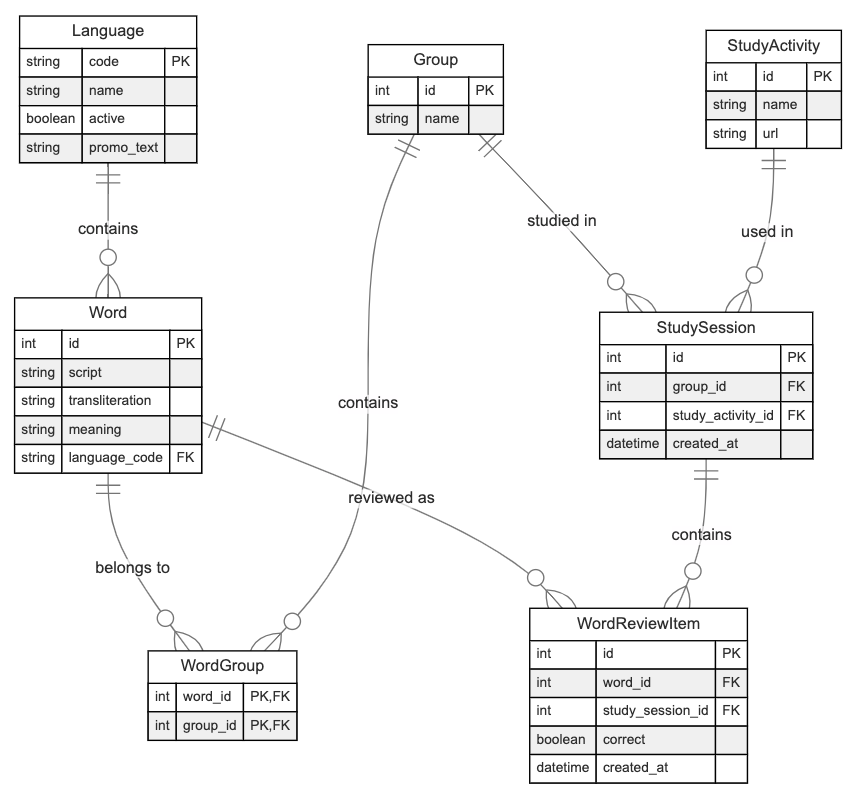 Language
string code PK
string name
boolean active
string promo_text
Group
int id PK
string name
StudyActivity
int id PK
string name
string url
contains
studied in
used in
Word
int id PK
string script
string transliteration
string meaning
string language_code FK
StudySession
int id PK
int group_id FK
int study_activity_id FK
datetime created_at
contains
reviewed as
contains
belongs to
WordGroup
int word_id PK,FK
int group_id PK,FK
WordReviewItem
int id PK
int word_id FK
int study_session_id FK
boolean correct
datetime created_at